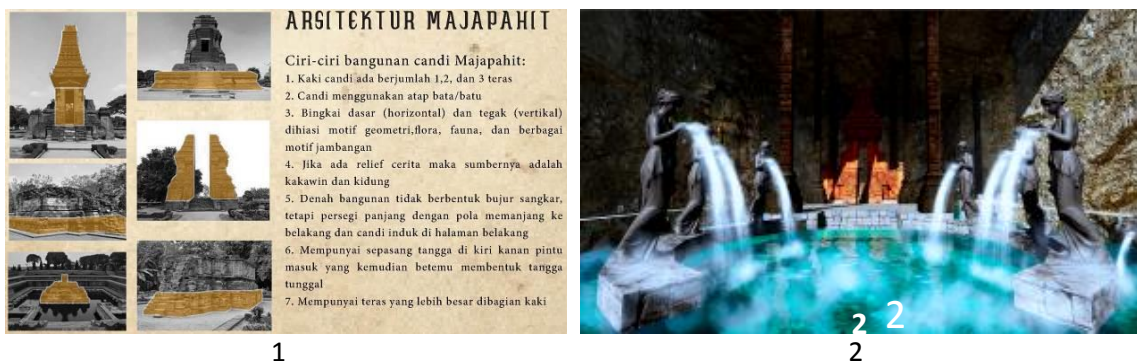 ARSITEKTUR MAJAPAHIT
Ciri-ciri bangunan candi Majapahit:
1. Kaki candi ada berjumlah 1,2, dan 3 teras
2. Candi menggunakan atap bata/batu
3. Bingkai dasar (horizontal) dan tegak (vertikal)
dihiasi motif geometri,flora, fauna, dan berbagai
motif jambangan
4. Jika ada relief cerita maka sumbernya adalah
kakawin dan kidung
5. Denah bangunan tidak berbentuk bujur sangkar,
tetapi persegi panjang dengan pola memanjang ke
belakang dan candi induk di halaman belakang
6. Mempunyai sepasang tangga di kiri kanan pintu
masuk yang kemudian betemu membentuk tangga
tunggal
7. Mempunyai teras yang lebih besar dibagian kaki
2 2
1 2